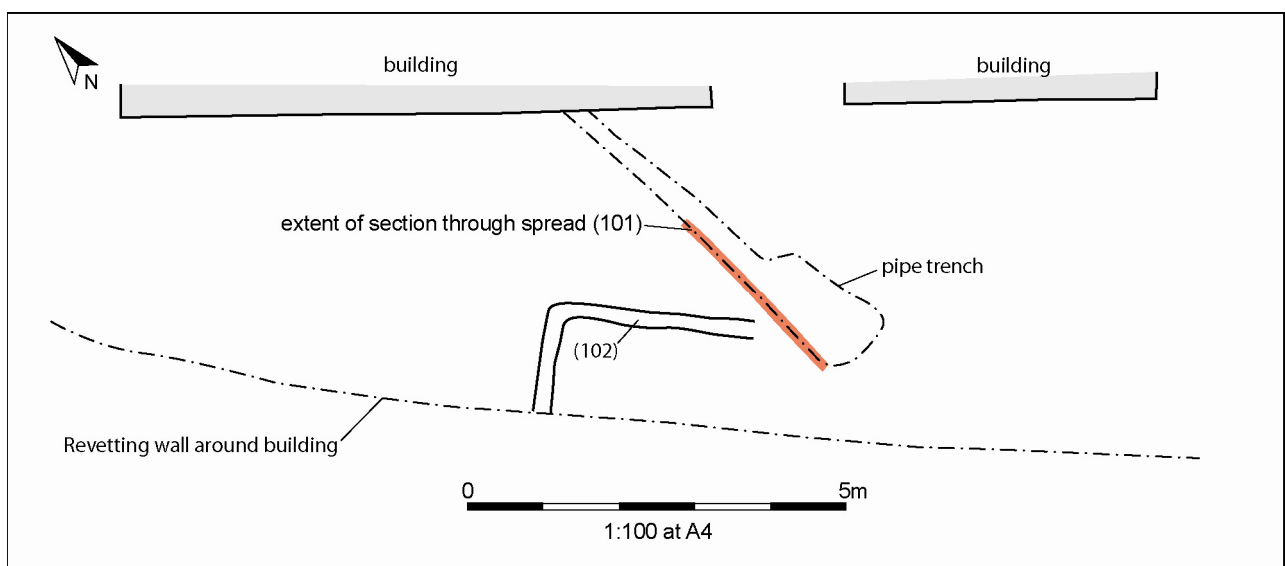 N
building
building
extent of section through spread (101)
pipe trench
(102)
Revetting wall around building
0 5m
1:100 at A4